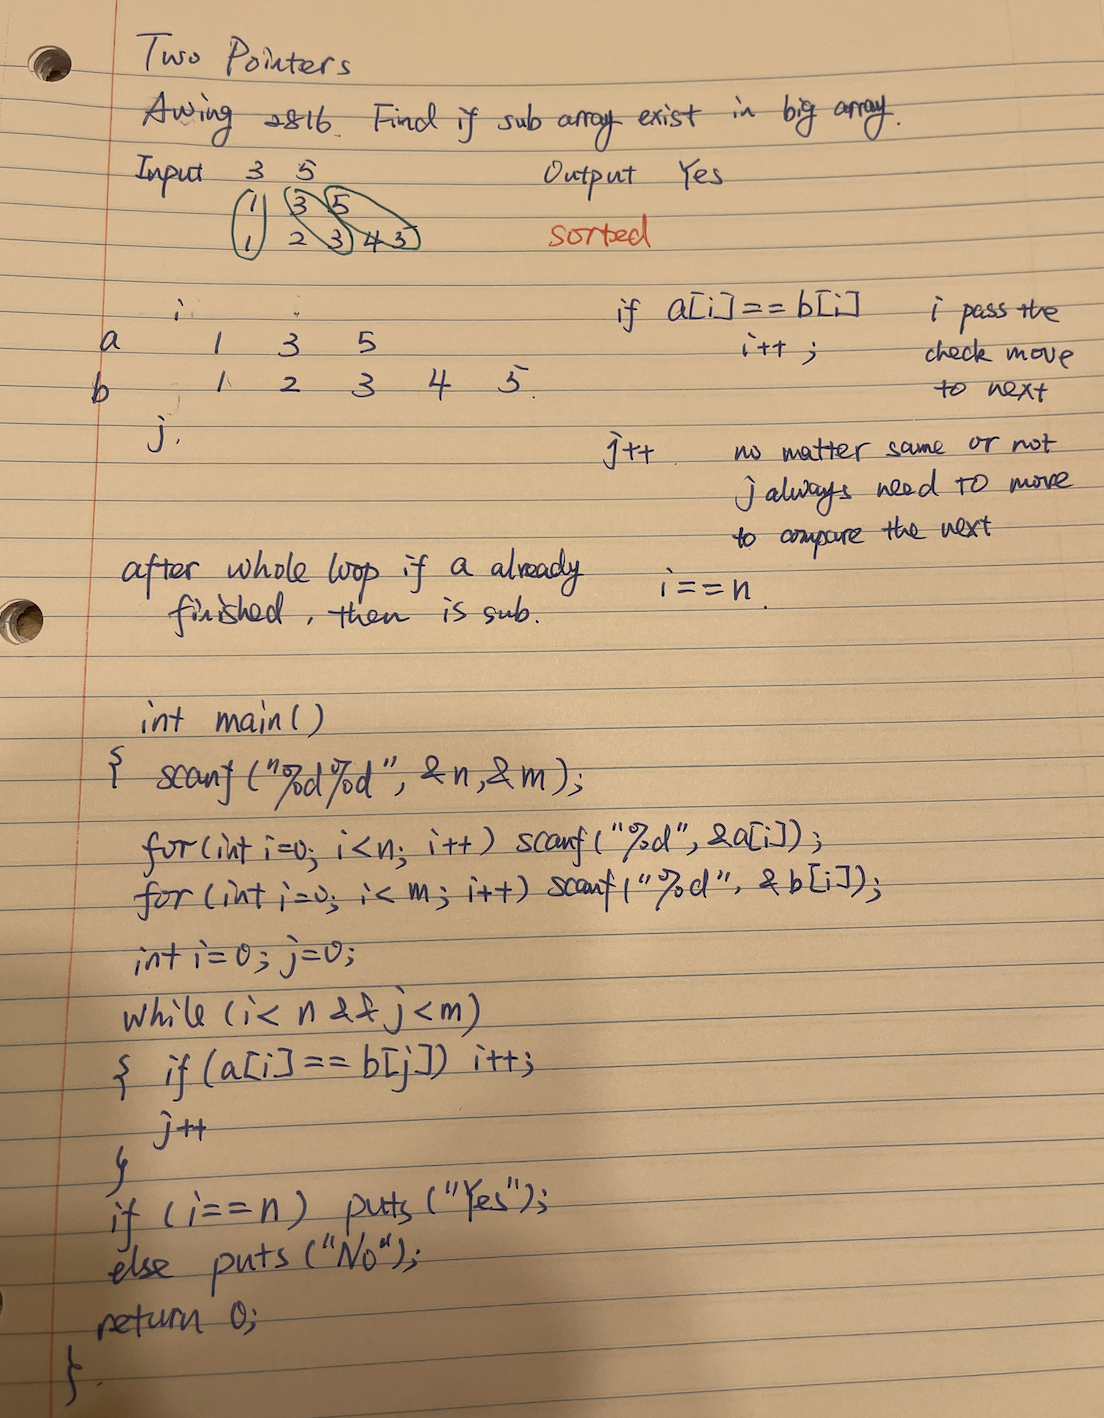 Two Pointers
Awing 2816. Find if sub array exist in big array.
Input 3 5 Output Yes
1 3 5
1 2 3 4 5 sorted
i if a[i]==b[i] i pass the
a 1 3 5 i++; check move
b 1 2 3 4 5. to next
j. j++ no matter same or not
j always need to move
to compare the next
after whole loop if a already i==n.
finished, then is sub.
int main()
{ scanf("%d%d", &n,&m);
for(int i=0; i<n; i++) scanf("%d", &a[i]);
for(int i=0; i<m; i++) scanf("%d", &b[i]);
int i=0; j=0;
while (i<n && j<m)
{ if(a[i]==b[j]) i++;
j++
}
if (i==n) puts("Yes");
else puts("No");
return 0;
}.